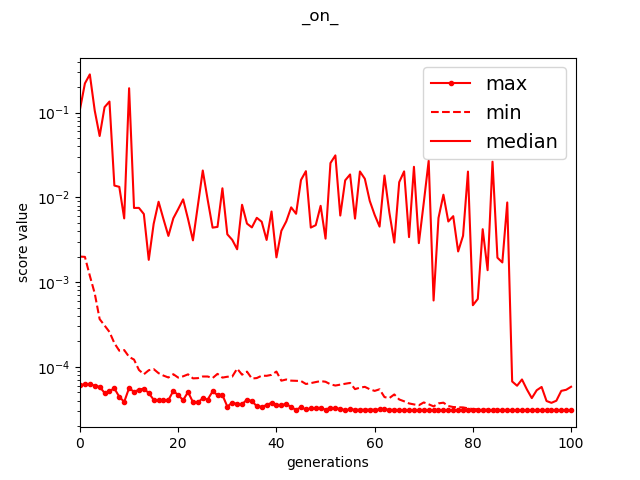 _on_
max
min
median
score value
10⁻¹
10⁻²
10⁻³
10⁻⁴
0 20 40 60 80 100
generations